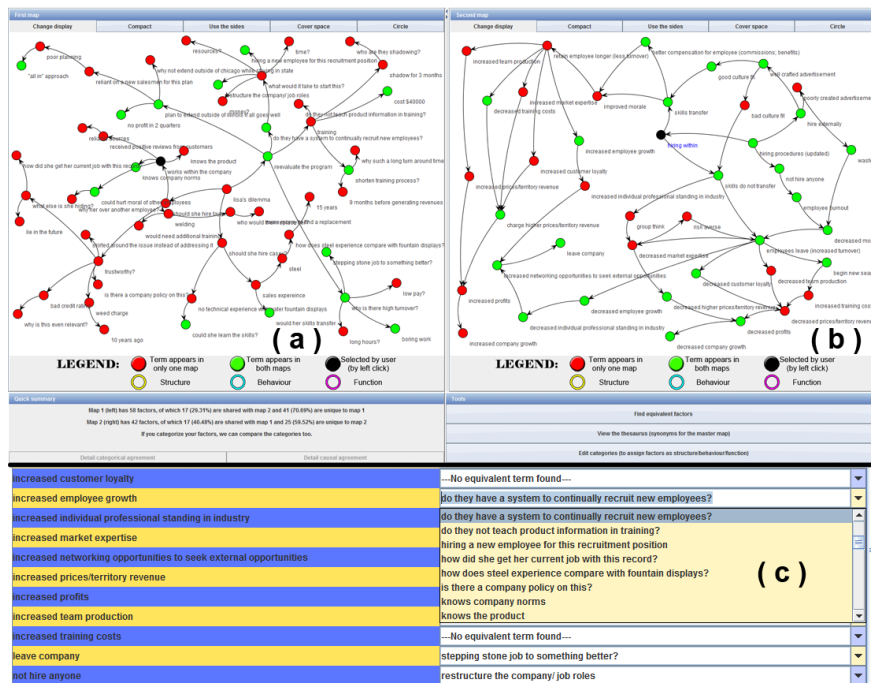 First map
Second map
Change display
Compact
Use the sides
Cover space
Circle
Change display
Compact
Use the sides
Cover space
Circle
poor planning
"all in" approach
resources?
time?
who are they shadowing?
hiring a new employee for this recruitment position
why not extend outside of chicago while staying in state
what would it take to start this?
shadow for 3 months
reliant on a new salesmen for this plan
restructure the company/ job roles
money?
cost $40000
plan to extend outside of illinois if all goes well
do they not teach product information in training?
training
no profit in 2 quarters
do they have a system to continually recruit new employees?
received positive reviews from customers
knows the product
reevaluate the program
why such a long turn around time
how did she get her current job with this record?
works within the company
knows company norms
shorten training process?
could hurt moral of other employees
lisa's dilemma
what else is she hiding?
why her over another employee?
15 years
9 months before generating revenues
should she hire
welding
lie in the future
would need additional training
skirted around the issue instead of addressing it
should she hire
how does steel experience compare with fountain displays?
steel
stepping stone job to something better?
trustworthy?
is there a company policy on this?
sales experience
low pay?
bad credit
weed charge
why is there high turnover?
why is this even relevant?
10 years ago
could she learn the skills?
would her skills transfer
long hours?
boring work
( a )
increased team production
retain employee longer (less turnover)
better compensation for employee (commissions; benefits)
good culture fit
well crafted advertisement
increased market expertise
improved morale
decreased training costs
skills transfer
bad culture fit
poorly created advertisement
hire externally
hiring within
increased employee growth
hiring procedures (updated)
increased customer loyalty
skills do not transfer
not hire anyone
increased prices/territory revenue
increased individual professional standing in industry
employee burnout
charge higher prices/territory revenue
group think
risk averse
leave company
decreased market expertise
employees leave (increased turnover)
increased networking opportunities to seek external opportunities
decreased customer loyalty
decreased team production
increased profits
decreased employee growth
decreased higher prices/territory revenue
increased training costs
decreased individual professional standing in industry
decreased prices/territory revenue
decreased profits
increased company growth
decreased company growth
( b )
LEGEND:
Term appears in only one map
Term appears in both maps
Selected by user (by left click)
Structure
Behaviour
Function
LEGEND:
Term appears in only one map
Term appears in both maps
Selected by user (by left click)
Structure
Behaviour
Function
Quick summary
Map 1 (left) has 58 factors, of which 17 (29.31%) are shared with map 2 and 41 (70.69%) are unique to map 1
Map 2 (right) has 42 factors, of which 17 (40.48%) are shared with map 1 and 25 (59.52%) are unique to map 2
If you categorize your factors, we can compare the categories too.
Detail categorical agreement
Detail causal agreement
Tools
Find equivalent factors
View the thesaurus (synonyms for the master map)
Edit categories (to assign factors as structure/behaviour/function)
increased customer loyalty
---No equivalent term found---
increased employee growth
do they have a system to continually recruit new employees?
increased individual professional standing in industry
do they have a system to continually recruit new employees?
increased market expertise
do they not teach product information in training?
hiring a new employee for this recruitment position
increased networking opportunities to seek external opportunities
how did she get her current job with this record?
increased prices/territory revenue
how does steel experience compare with fountain displays?
increased profits
is there a company policy on this?
knows company norms
increased team production
knows the product
( c )
increased training costs
---No equivalent term found---
leave company
stepping stone job to something better?
not hire anyone
restructure the company/ job roles